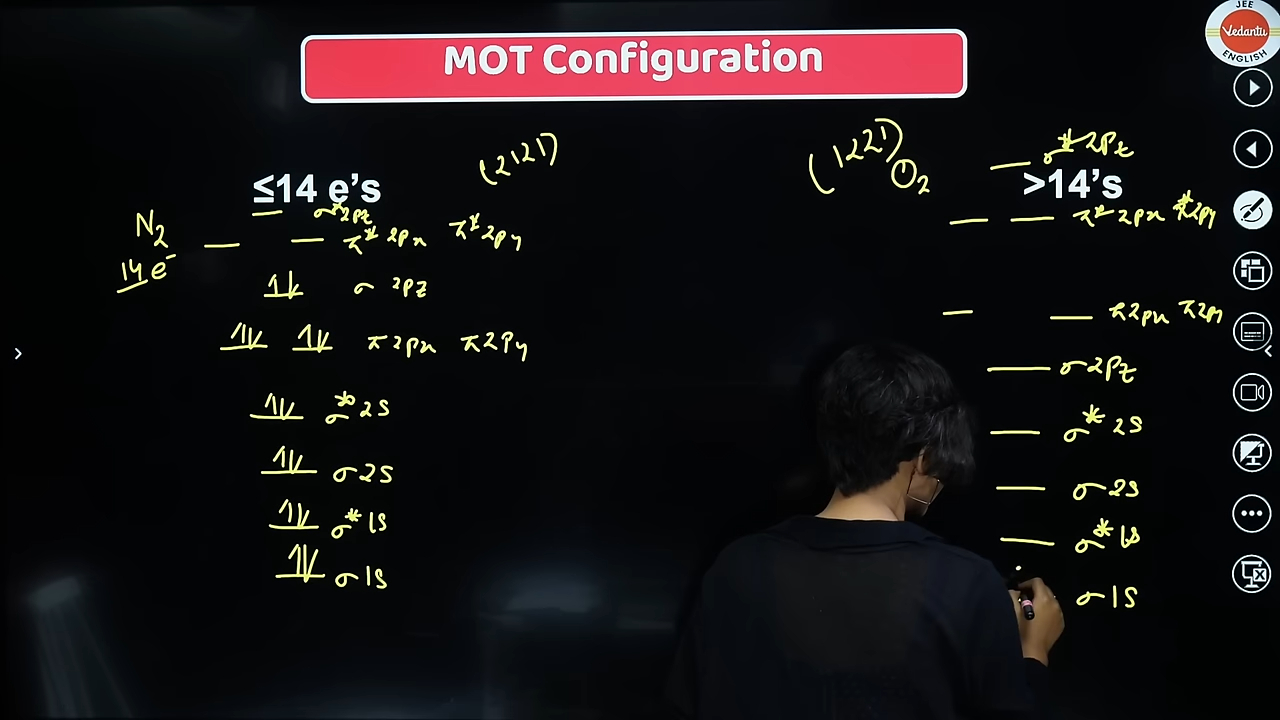 MOT Configuration
JEE
Vedantu
ENGLISH
≤14 e's
(2121)
N2
14e-
σ*2pz
π*2px π*2py
σ 2pz
π2px π2py
σ*2s
σ2s
σ*1s
σ1s
>14's
(1221)
O2
σ*2pz
π*2px π*2py
π2px π2py
σ2pz
σ*2s
σ2s
σ*1s
σ1s